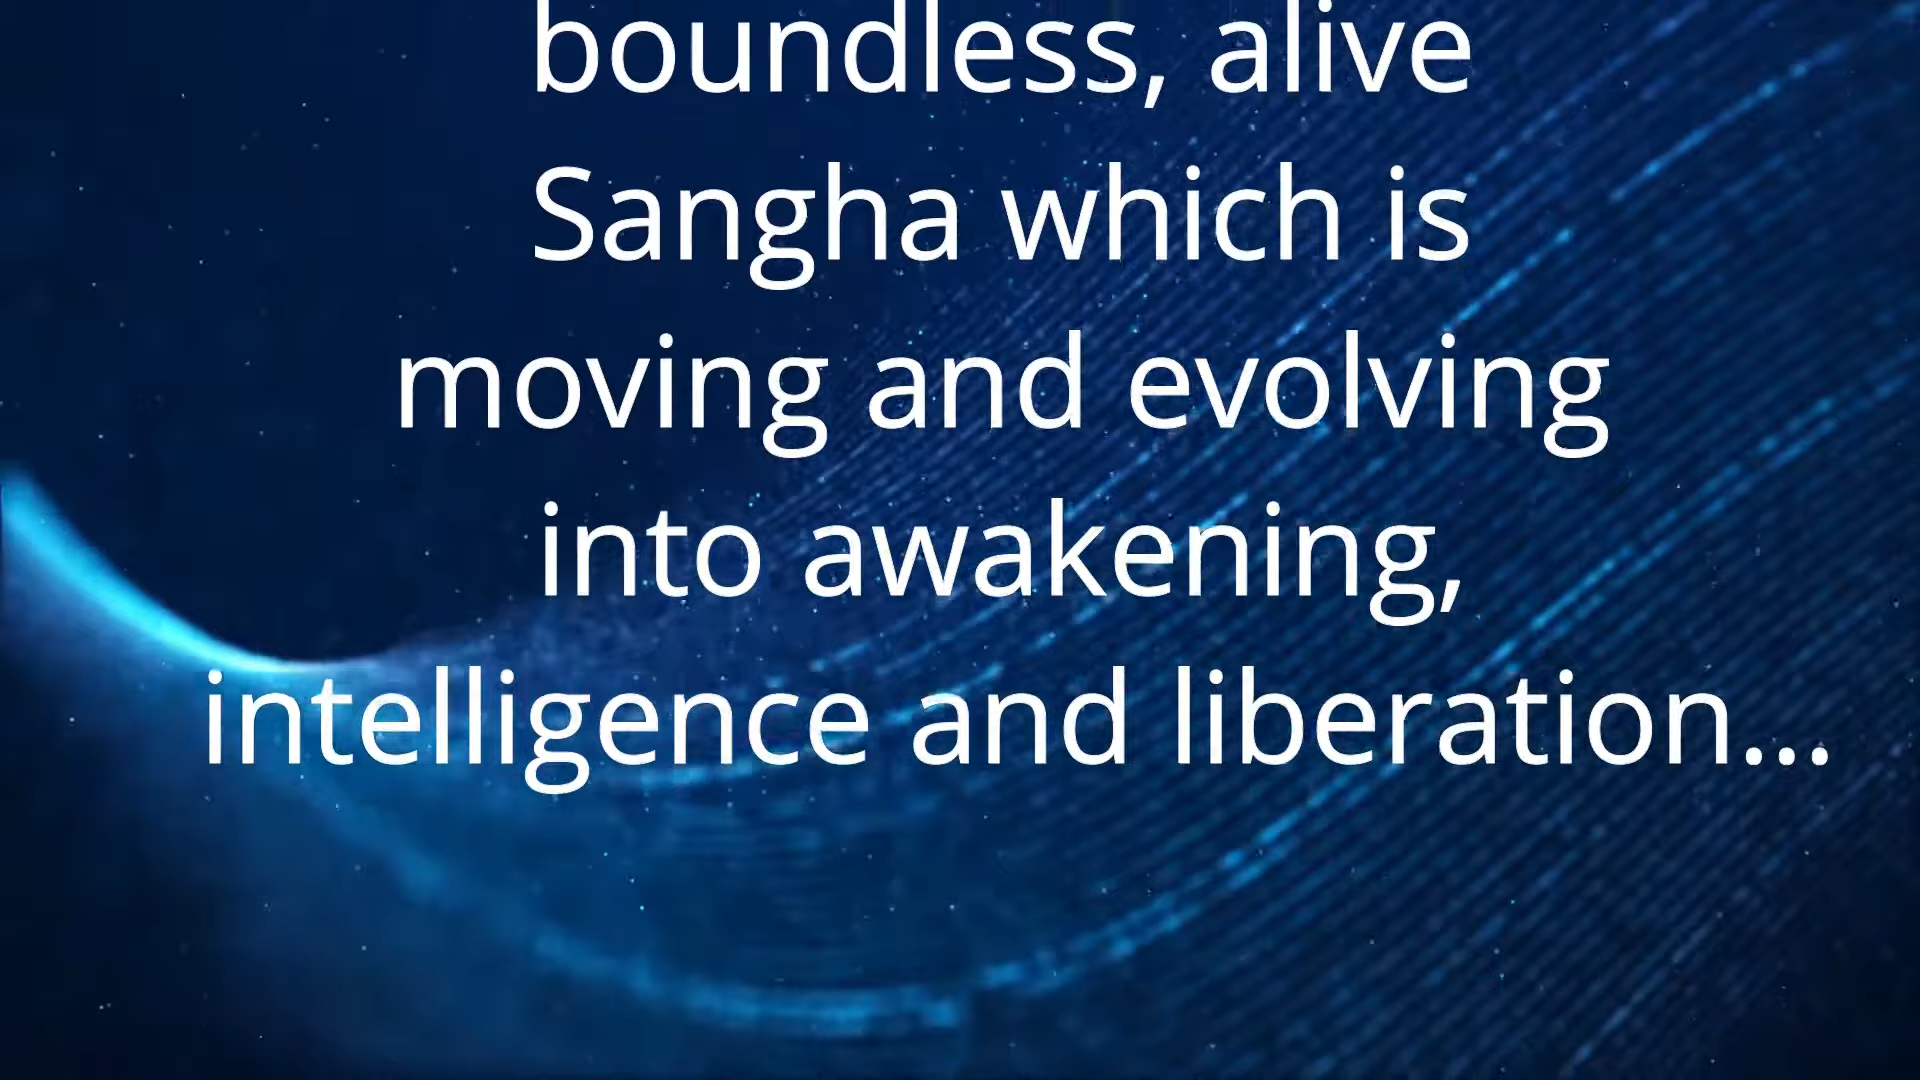 boundless, alive
Sangha which is
moving and evolving
into awakening,
intelligence and liberation...